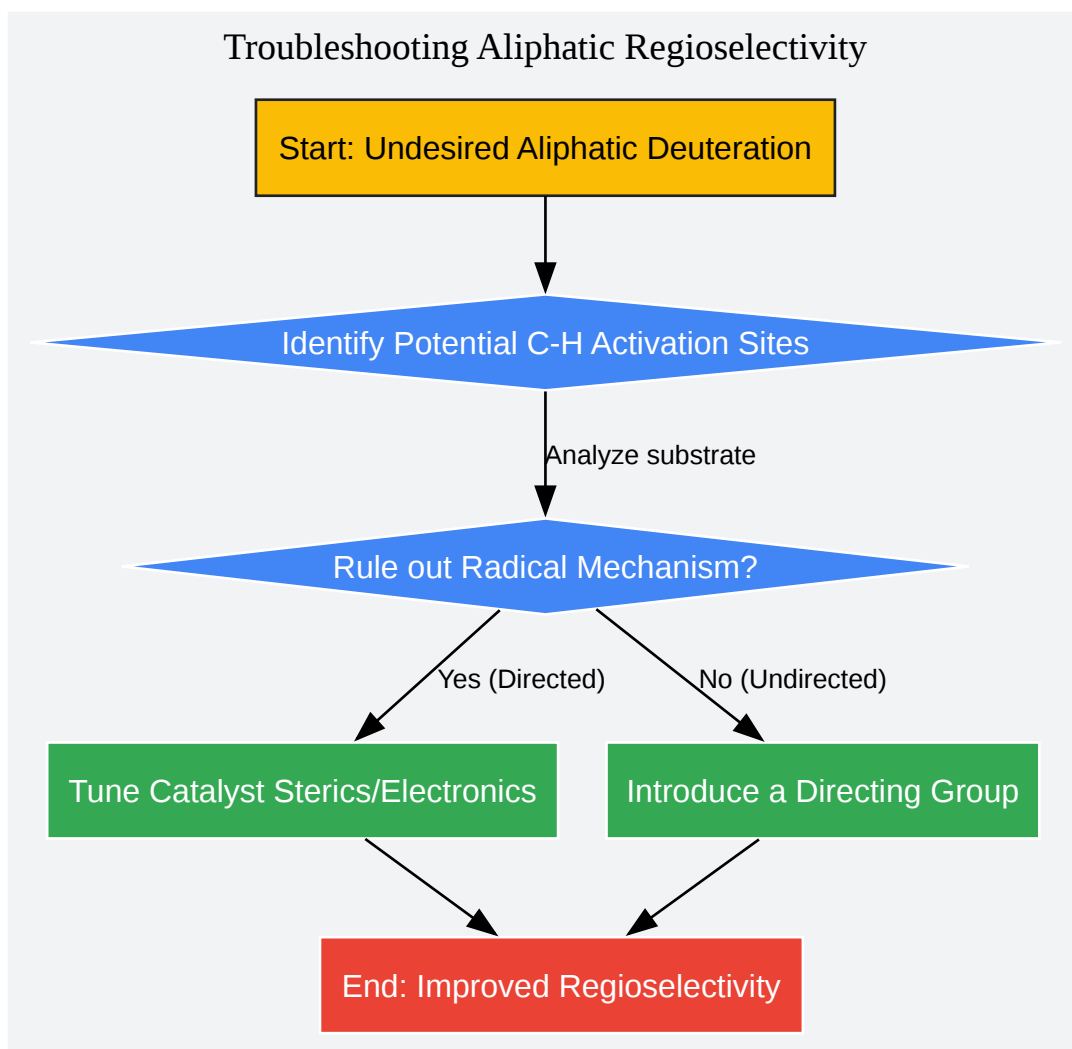 Troubleshooting Aliphatic Regioselectivity
Start: Undesired Aliphatic Deuteration
Identify Potential C-H Activation Sites
Analyze substrate
Rule out Radical Mechanism?
Yes (Directed)
No (Undirected)
Tune Catalyst Sterics/Electronics
Introduce a Directing Group
End: Improved Regioselectivity